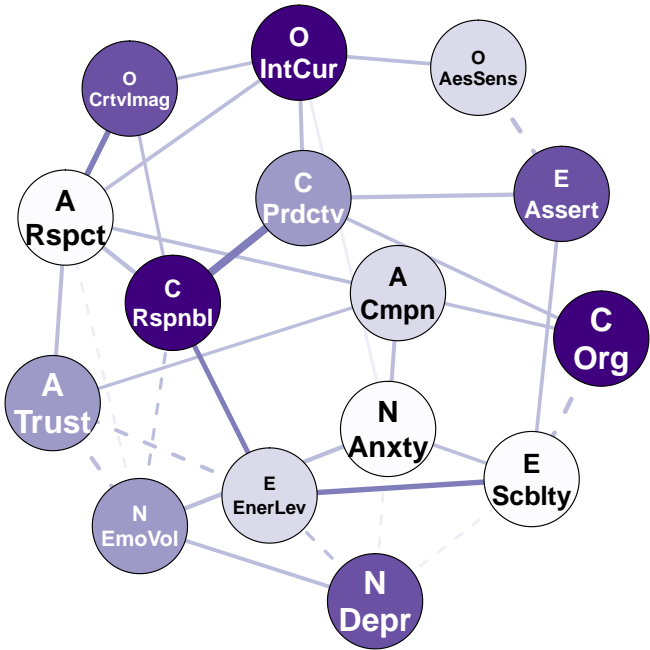 O
IntCur
O
CrtvImag
O
AesSens
C
Prdctv
E
Assert
A
Rspct
A
Cmpn
C
Rspnbl
C
Org
A
Trust
N
Anxty
E
Scblty
E
EnerLev
N
EmoVol
N
Depr